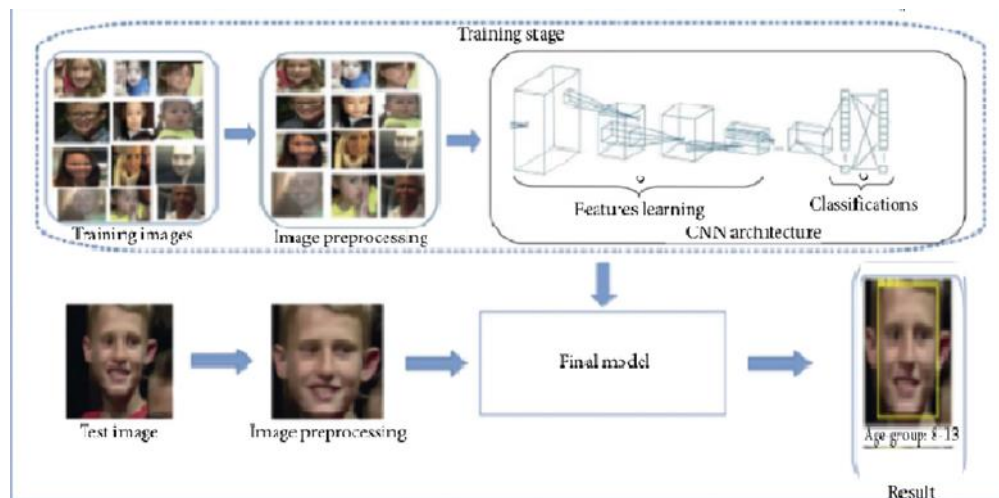 Training stage
Training images
Image preprocessing
Features learning
Classifications
CNN architecture
Test image
Image preprocessing
Final model
Age group: 8-13
Result